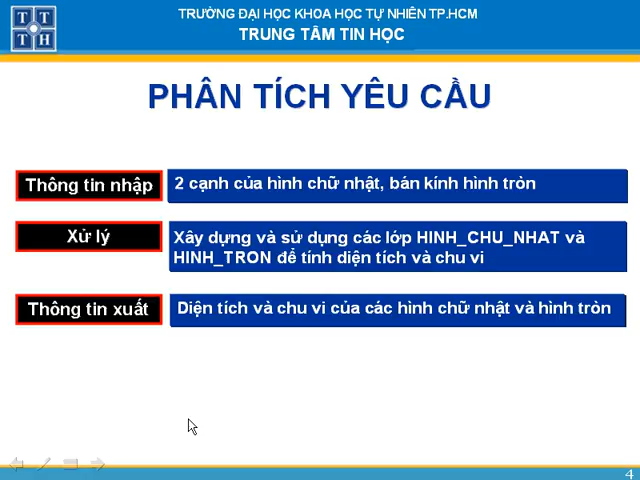 T T
T H
TRƯỜNG ĐẠI HỌC KHOA HỌC TỰ NHIÊN TP.HCM
TRUNG TÂM TIN HỌC
PHÂN TÍCH YÊU CẦU
Thông tin nhập
2 cạnh của hình chữ nhật, bán kính hình tròn
Xử lý
Xây dựng và sử dụng các lớp HINH_CHU_NHAT và
HINH_TRON để tính diện tích và chu vi
Thông tin xuất
Diện tích và chu vi của các hình chữ nhật và hình tròn
4